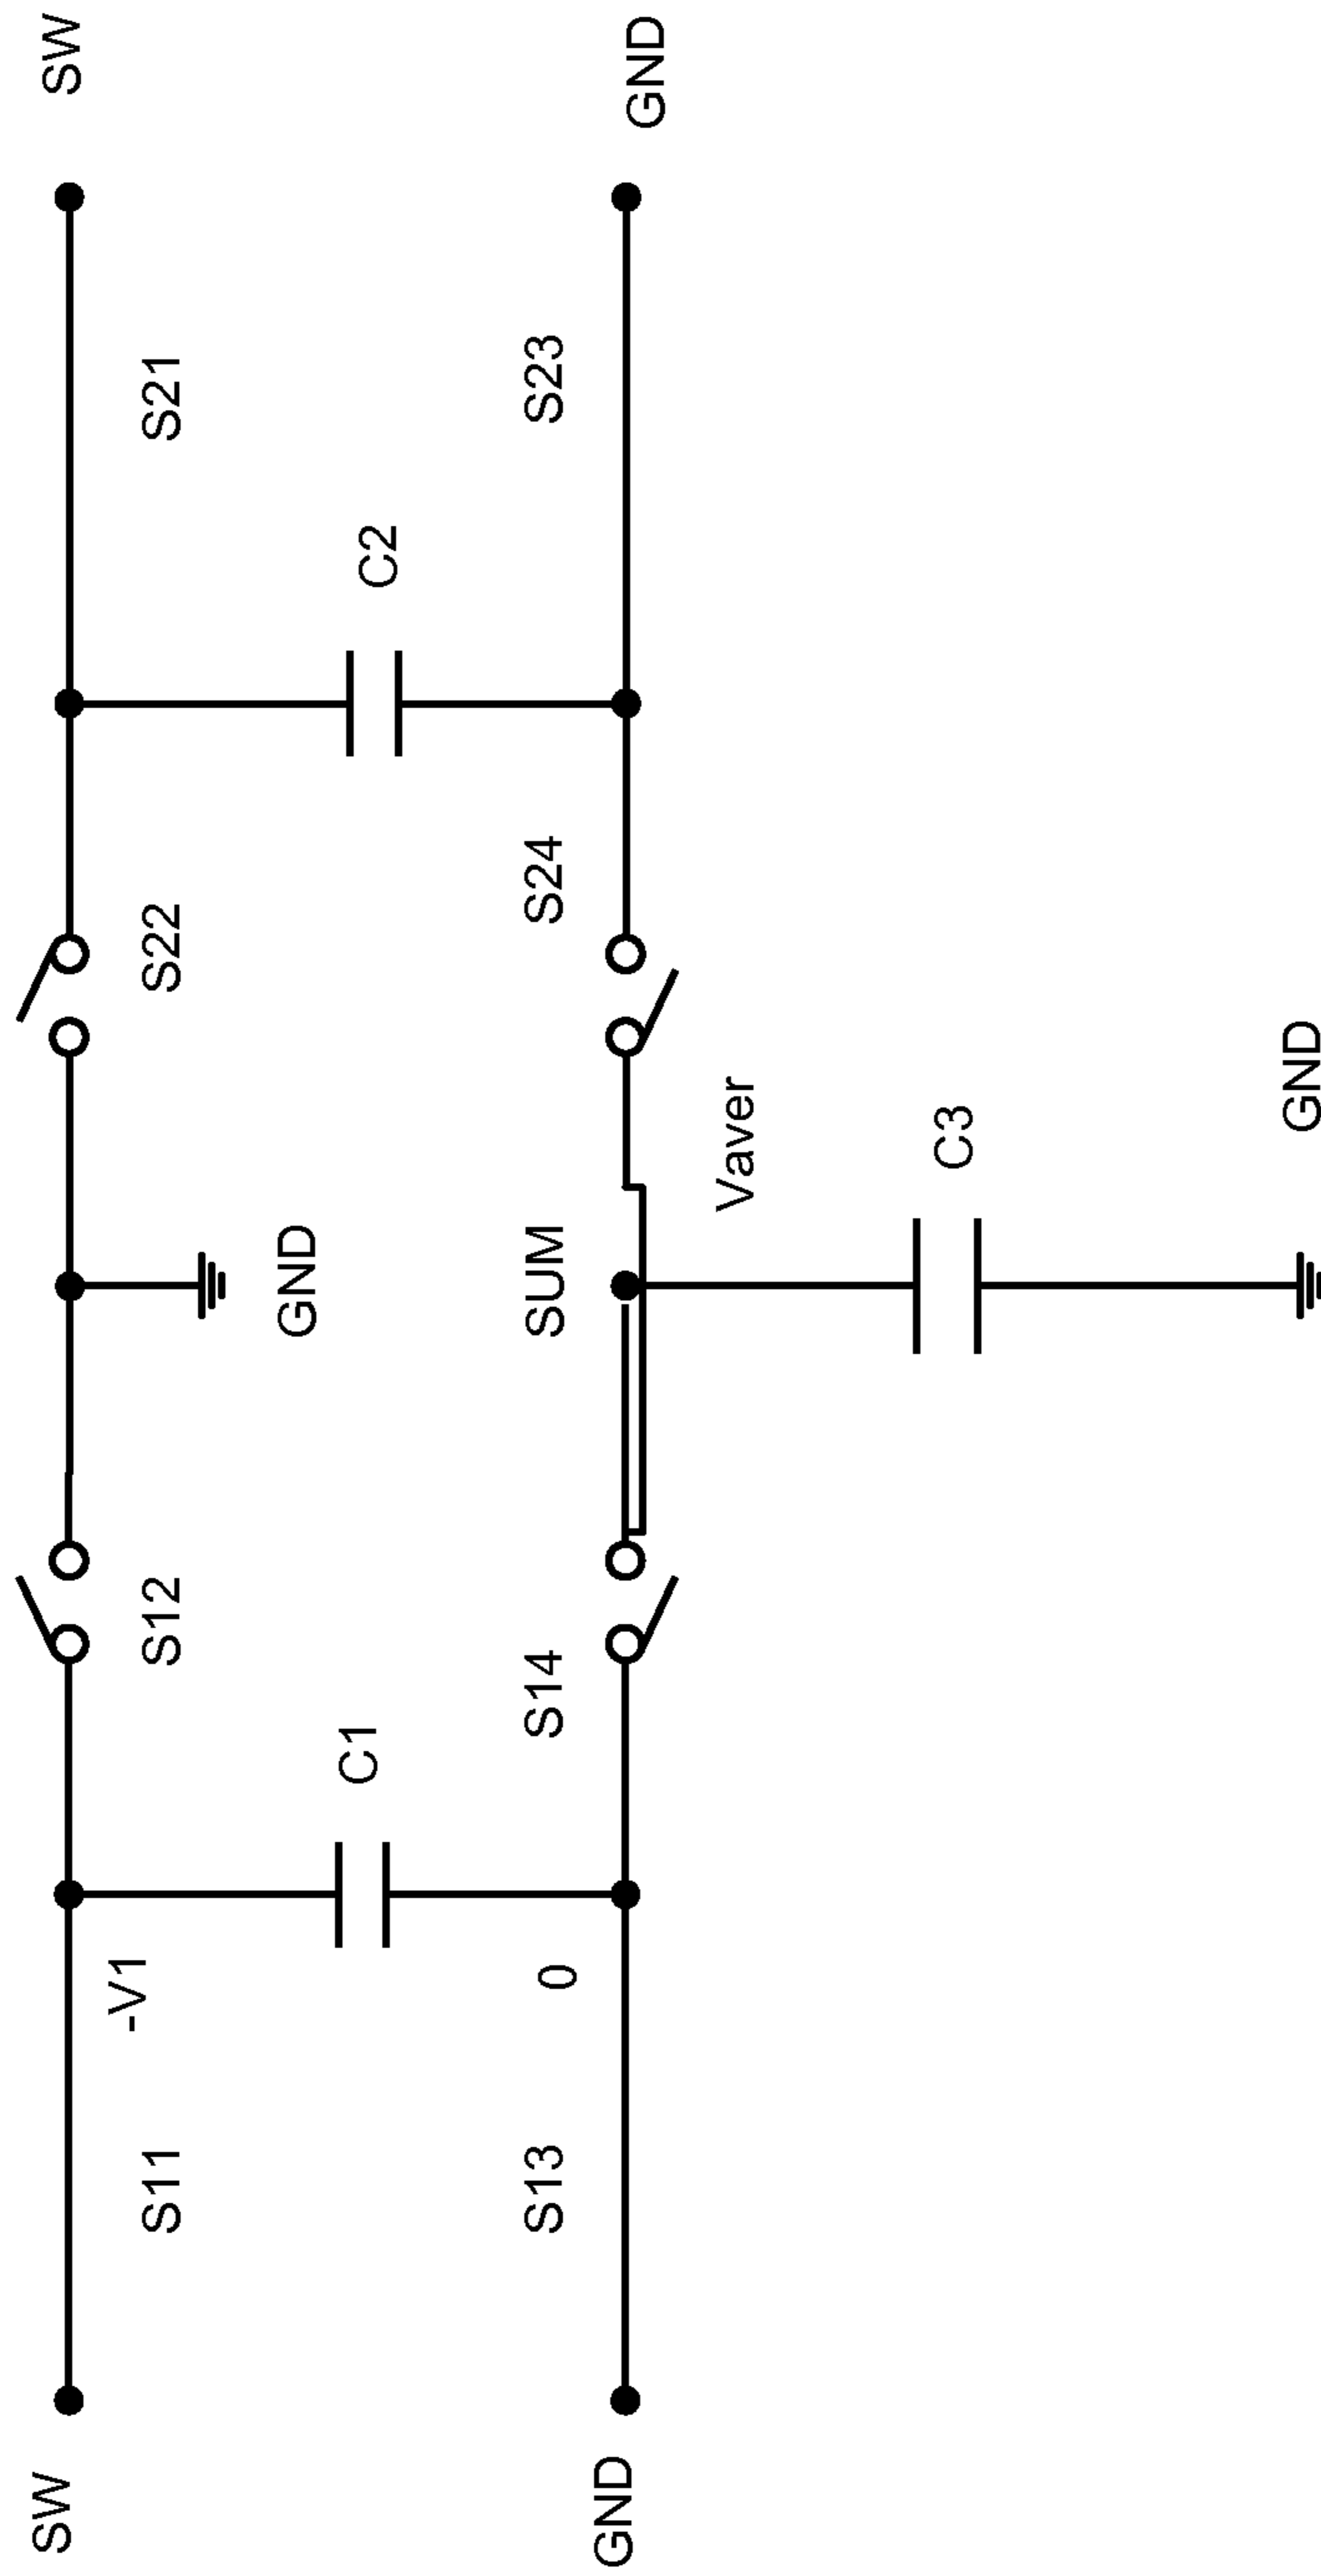 SW
SW
-V1
S11
S12
S22
S21
GND
C1
C2
S13
0
S14
SUM
S24
S23
GND
GND
Vaver
C3
GND